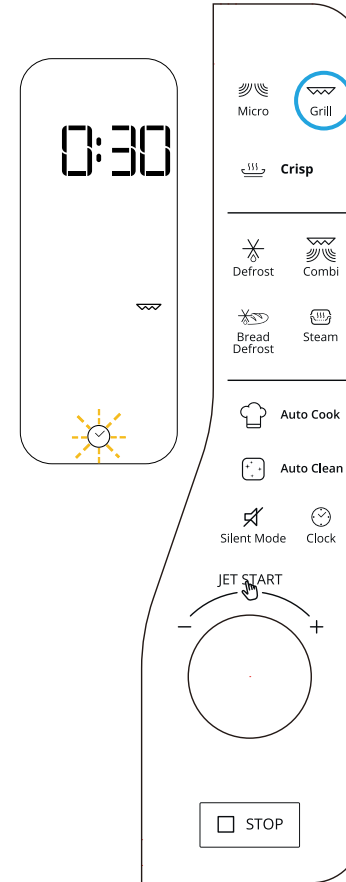 0:30
Micro
Grill
Crisp
Defrost
Combi
Bread
Defrost
Steam
Auto Cook
Auto Clean
Silent Mode
Clock
JET START
− +
STOP